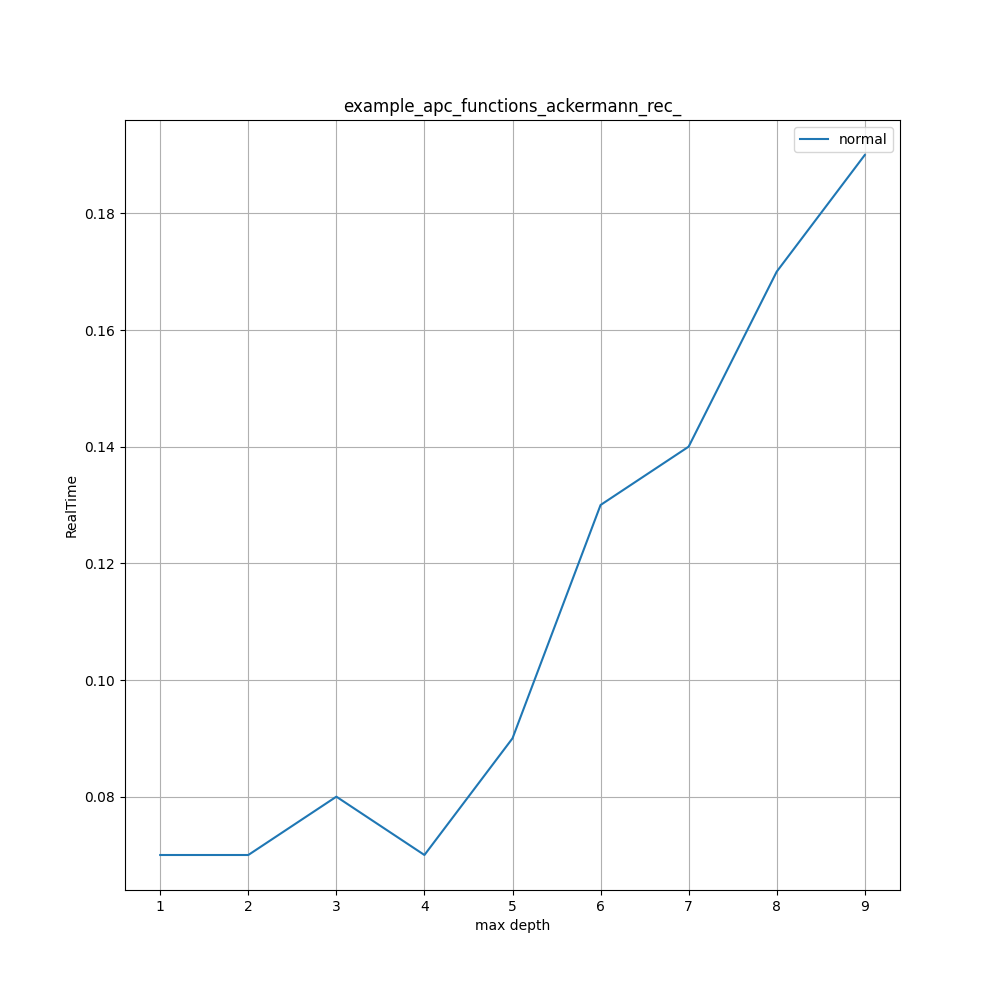 example_apc_functions_ackermann_rec_
normal
0.18
0.16
0.14
0.12
0.10
0.08
RealTime
1 2 3 4 5 6 7 8 9
max depth